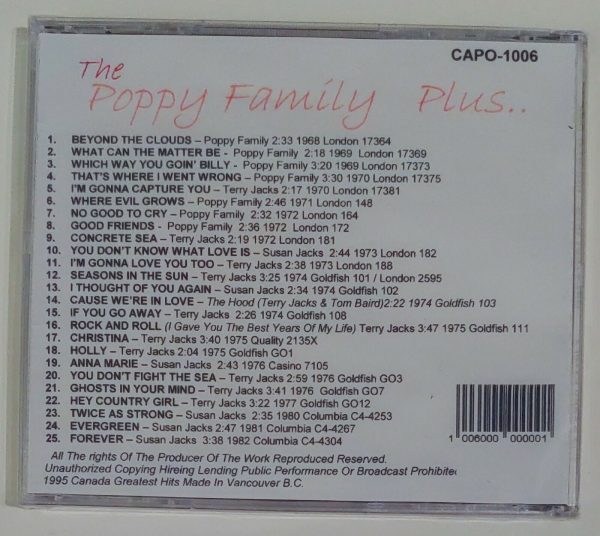 CAPO-1006
The
Poppy Family Plus..
1. BEYOND THE CLOUDS – Poppy Family 2:33 1968 London 17364
2. WHAT CAN THE MATTER BE - Poppy Family 2:18 1969 London 17369
3. WHICH WAY YOU GOIN' BILLY - Poppy Family 3:20 1969 London 17373
4. THAT'S WHERE I WENT WRONG - Poppy Family 3:30 1970 London 17375
5. I'M GONNA CAPTURE YOU – Terry Jacks 2:17 1970 London 17381
6. WHERE EVIL GROWS – Poppy Family 2:46 1971 London 148
7. NO GOOD TO CRY – Poppy Family 2:32 1972 London 164
8. GOOD FRIENDS - Poppy Family 2:36 1972 London 172
9. CONCRETE SEA – Terry Jacks 2:19 1972 London 181
10. YOU DON'T KNOW WHAT LOVE IS – Susan Jacks 2:44 1973 London 182
11. I'M GONNA LOVE YOU TOO – Terry Jacks 2:38 1973 London 188
12. SEASONS IN THE SUN – Terry Jacks 3:25 1974 Goldfish 101 / London 2595
13. I THOUGHT OF YOU AGAIN – Susan Jacks 2:34 1974 Goldfish 102
14. CAUSE WE'RE IN LOVE – The Hood (Terry Jacks & Tom Baird)2:22 1974 Goldfish 103
15. IF YOU GO AWAY – Terry Jacks 2:26 1974 Goldfish 108
16. ROCK AND ROLL (I Gave You The Best Years Of My Life) Terry Jacks 3:47 1975 Goldfish 111
17. CHRISTINA – Terry Jacks 3:40 1975 Quality 2135X
18. HOLLY – Terry Jacks 2:04 1975 Goldfish GO1
19. ANNA MARIE – Susan Jacks 2:43 1976 Casino 7105
20. YOU DON'T FIGHT THE SEA – Terry Jacks 2:59 1976 Goldfish GO3
21. GHOSTS IN YOUR MIND – Terry Jacks 3:41 1976 Goldfish GO7
22. HEY COUNTRY GIRL – Terry Jacks 3:22 1977 Goldfish GO12
23. TWICE AS STRONG – Susan Jacks 2:35 1980 Columbia C4-4253
24. EVERGREEN – Susan Jacks 2:47 1981 Columbia C4-4267
25. FOREVER – Susan Jacks 3:38 1982 Columbia C4-4304
1 006000 000001
All The rights Of The Producer Of The Work Reproduced Reserved.
Unauthorized Copying Hireing Lending Public Performance Or Broadcast Prohibite
1995 Canada Greatest Hits Made In Vancouver B.C.